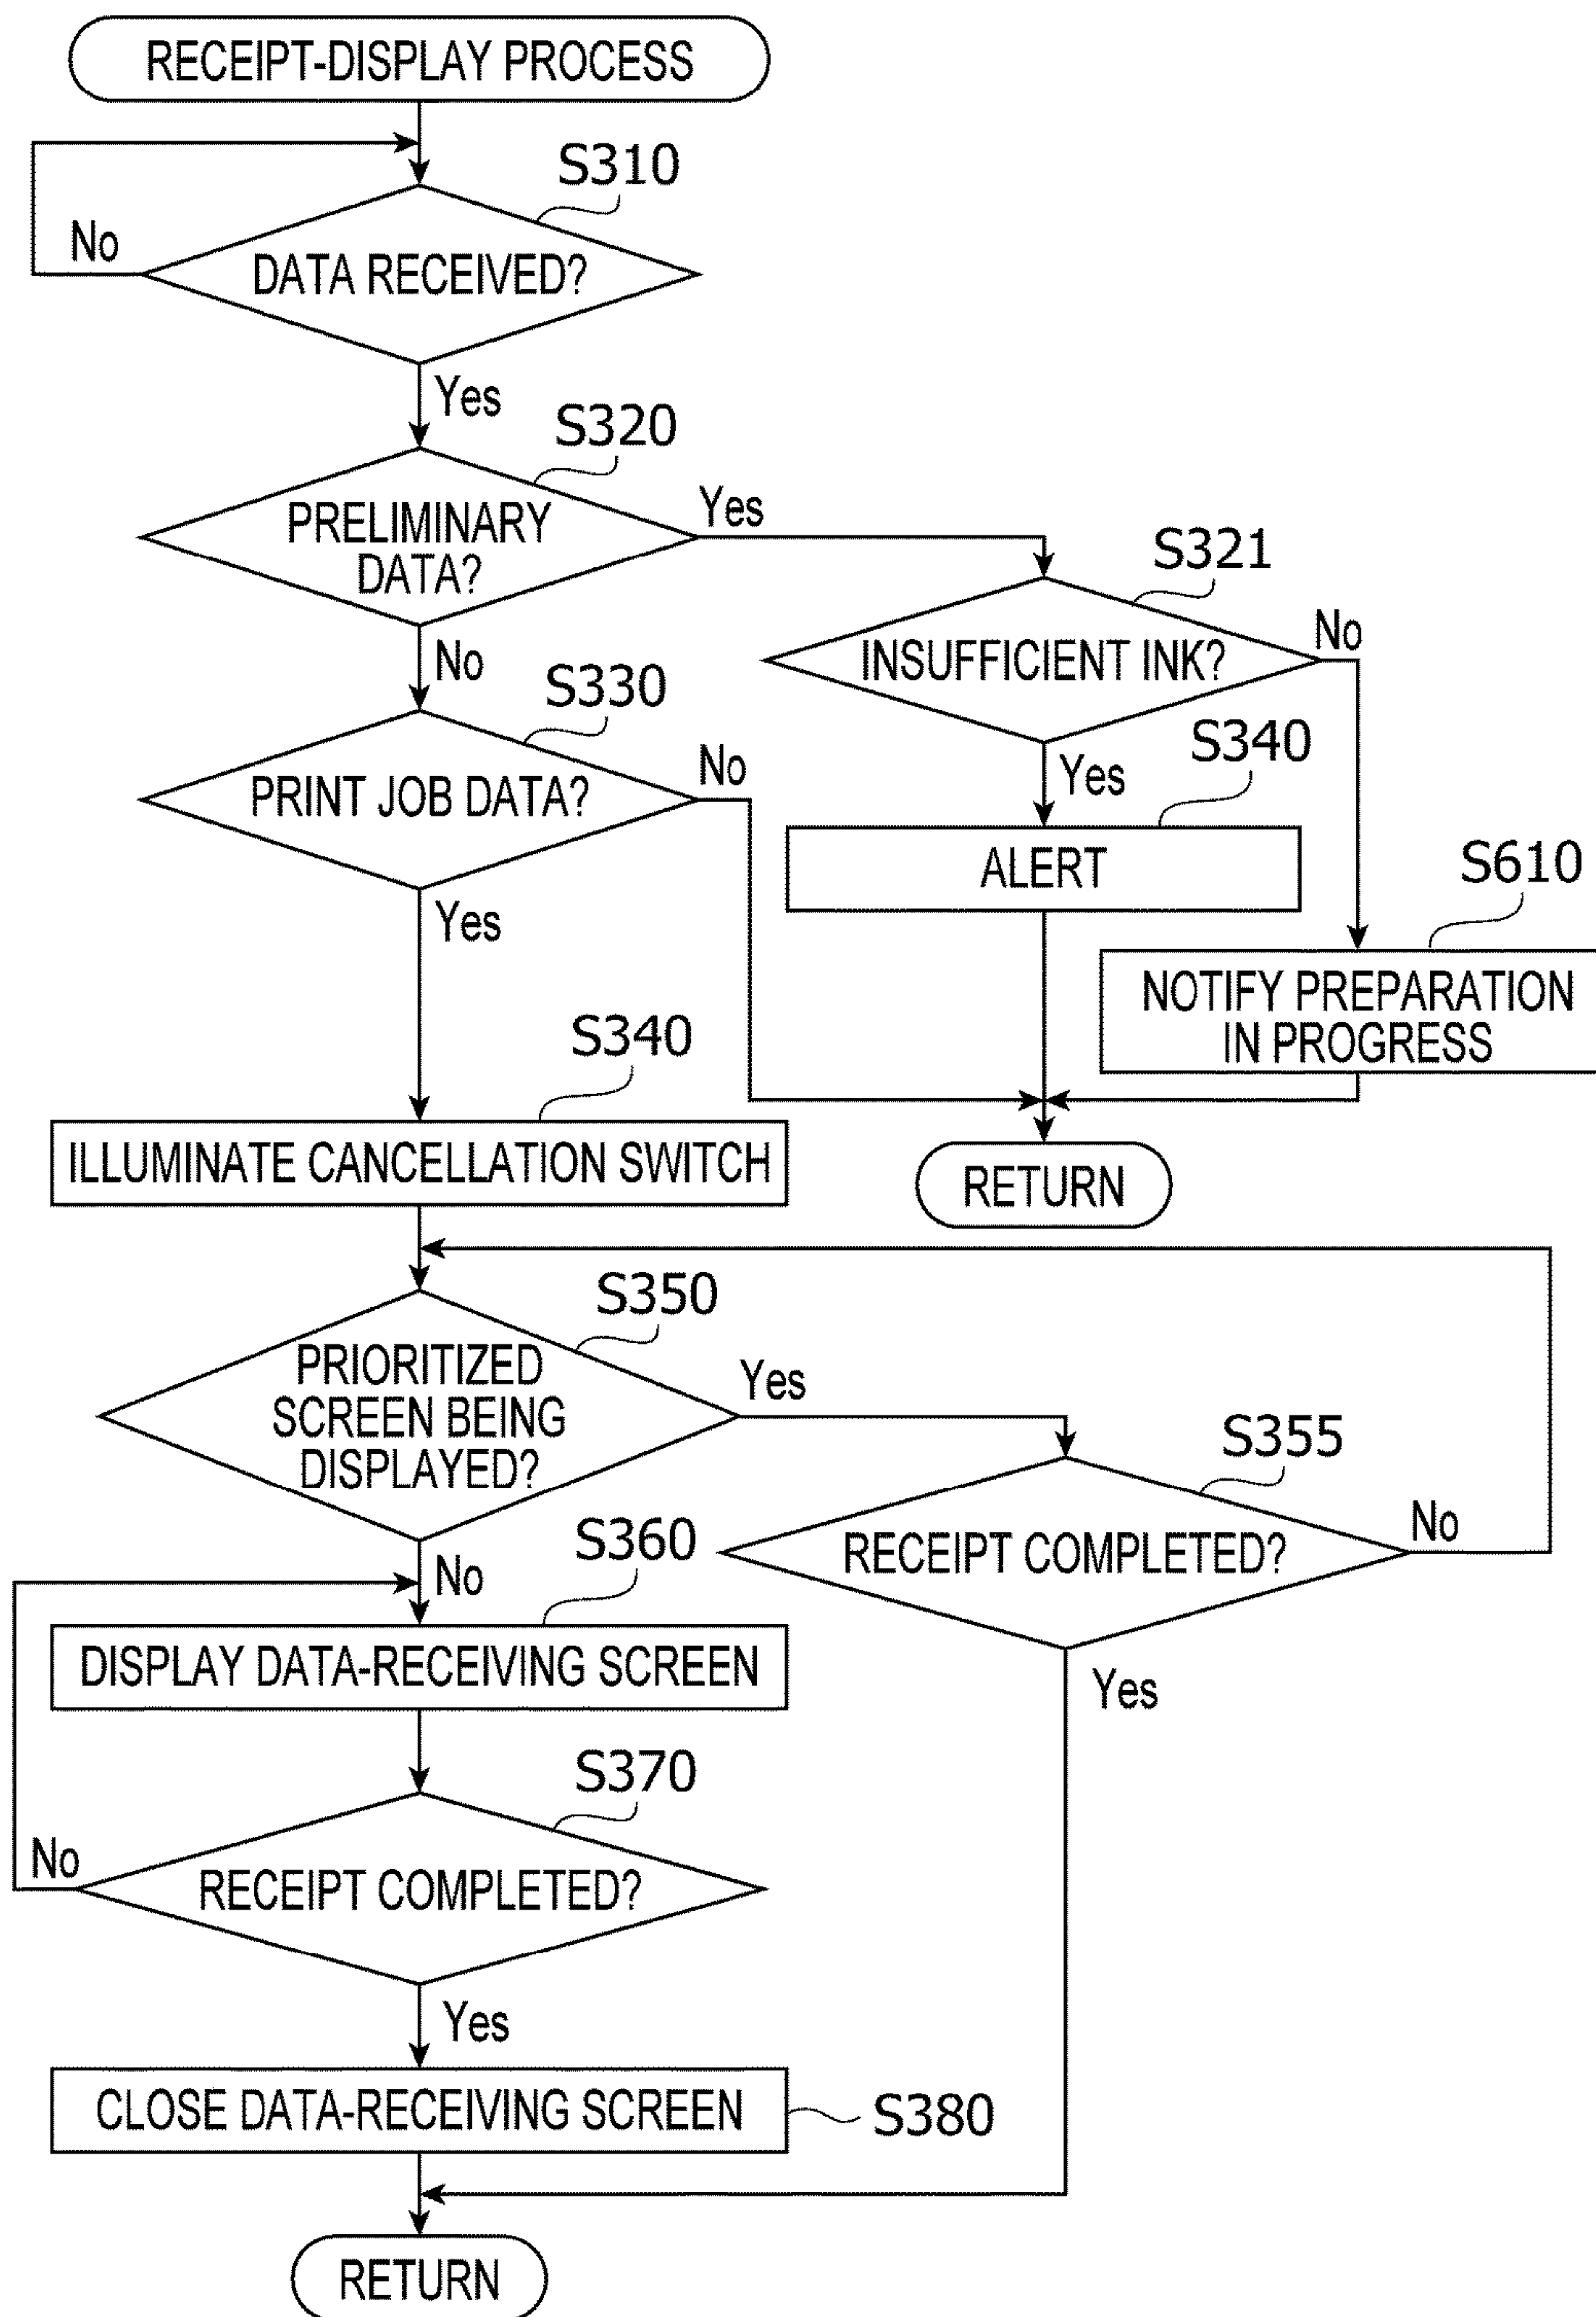 RECEIPT-DISPLAY PROCESS
S310
No
DATA RECEIVED?
Yes
S320
PRELIMINARY
DATA?
Yes
S321
No
INSUFFICIENT INK?
No
S330
PRINT JOB DATA?
No
Yes
S340
ALERT
S610
NOTIFY PREPARATION
IN PROGRESS
Yes
S340
ILLUMINATE CANCELLATION SWITCH
RETURN
S350
PRIORITIZED
SCREEN BEING
DISPLAYED?
Yes
S355
RECEIPT COMPLETED?
No
No
S360
DISPLAY DATA-RECEIVING SCREEN
Yes
S370
No
RECEIPT COMPLETED?
Yes
CLOSE DATA-RECEIVING SCREEN
S380
RETURN